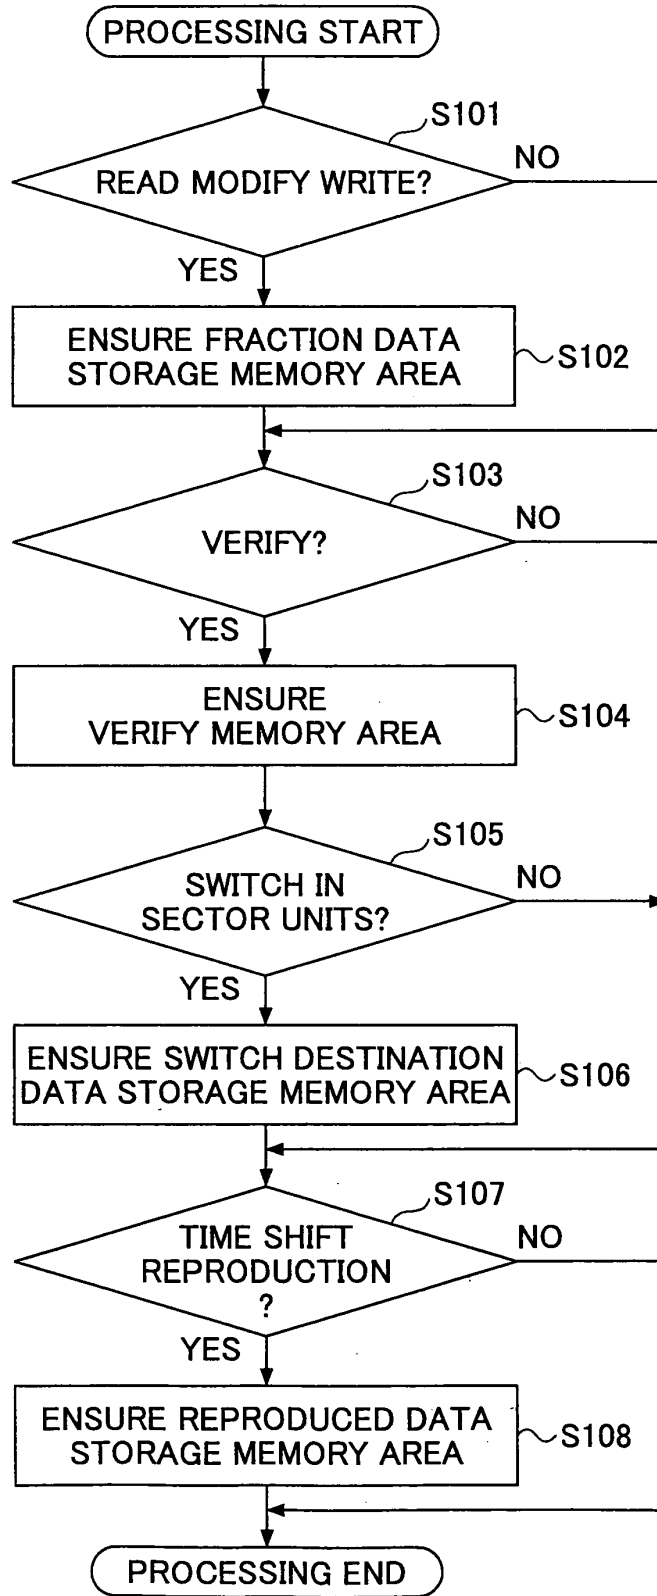 PROCESSING START
S101
READ MODIFY WRITE?
NO
YES
ENSURE FRACTION DATA
STORAGE MEMORY AREA
S102
S103
VERIFY?
NO
YES
ENSURE
VERIFY MEMORY AREA
S104
S105
SWITCH IN
SECTOR UNITS?
NO
YES
ENSURE SWITCH DESTINATION
DATA STORAGE MEMORY AREA
S106
S107
TIME SHIFT
REPRODUCTION
?
NO
YES
ENSURE REPRODUCED DATA
STORAGE MEMORY AREA
S108
PROCESSING END